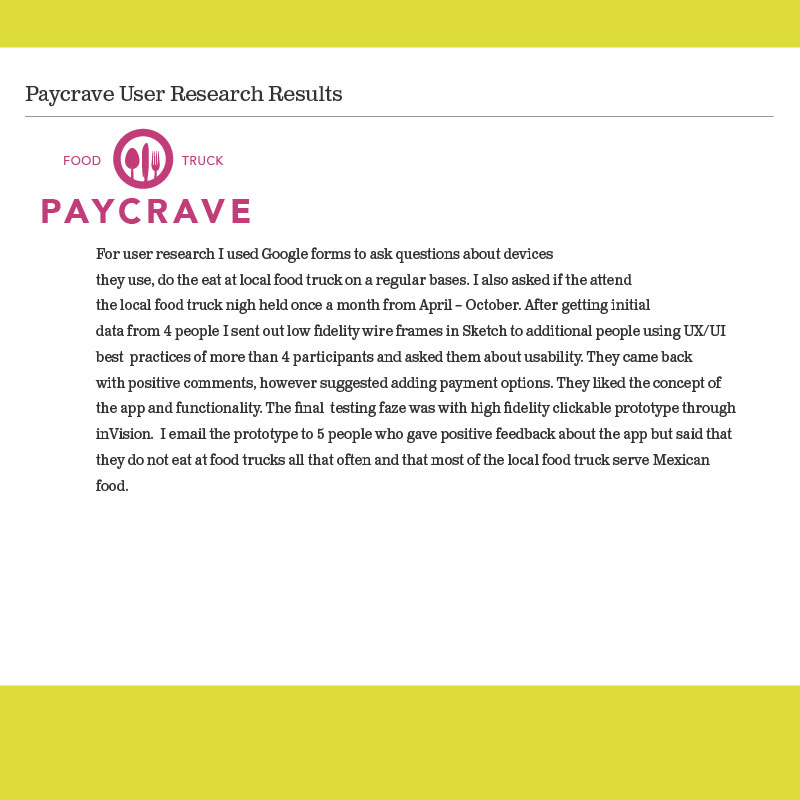 Paycrave User Research Results
FOOD TRUCK
PAYCRAVE
For user research I used Google forms to ask questions about devices
they use, do the eat at local food truck on a regular bases. I also asked if the attend
the local food truck nigh held once a month from April – October. After getting initial
data from 4 people I sent out low fidelity wire frames in Sketch to additional people using UX/UI
best practices of more than 4 participants and asked them about usability. They came back
with positive comments, however suggested adding payment options. They liked the concept of
the app and functionality. The final testing faze was with high fidelity clickable prototype through
inVision. I email the prototype to 5 people who gave positive feedback about the app but said that
they do not eat at food trucks all that often and that most of the local food truck serve Mexican
food.